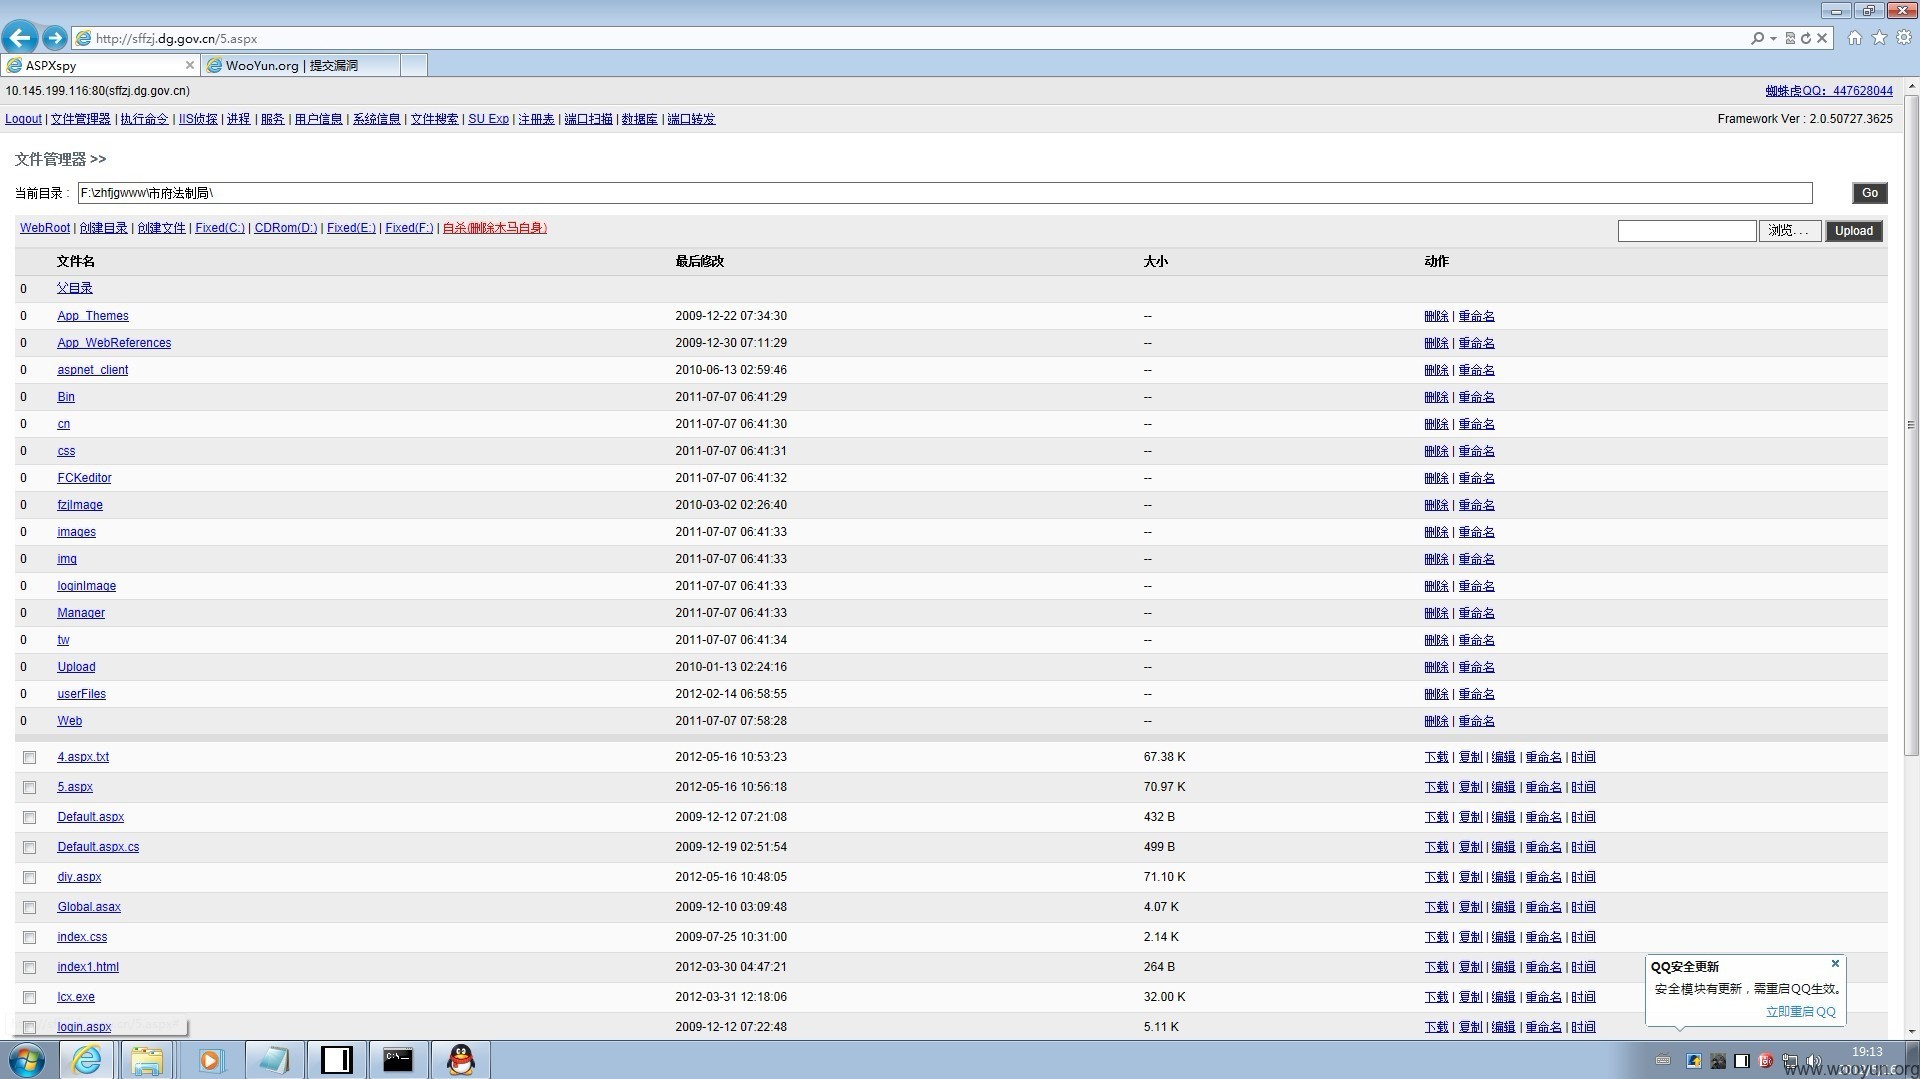 http://sffzj.dg.gov.cn/5.aspx
ASPXspy
WooYun.org | 提交漏洞
10.145.199.116:80(sffzj.dg.gov.cn)
蜘蛛虎QQ：447628044
Logout | 文件管理器 | 执行命令 | IIS侦探 | 进程 | 服务 | 用户信息 | 系统信息 | 文件搜索 | SU Exp | 注册表 | 端口扫描 | 数据库 | 端口转发
Framework Ver : 2.0.50727.3625
文件管理器 >>
当前目录 : F:\zhfjgwww\市府法制局\ Go
WebRoot | 创建目录 | 创建文件 | Fixed(C:) | CDRom(D:) | Fixed(E:) | Fixed(F:) | 自杀(删除木马自身)
浏览... Upload
文件名 最后修改 大小 动作
0 父目录
0 App_Themes 2009-12-22 07:34:30 -- 删除 | 重命名
0 App_WebReferences 2009-12-30 07:11:29 -- 删除 | 重命名
0 aspnet_client 2010-06-13 02:59:46 -- 删除 | 重命名
0 Bin 2011-07-07 06:41:29 -- 删除 | 重命名
0 cn 2011-07-07 06:41:30 -- 删除 | 重命名
0 css 2011-07-07 06:41:31 -- 删除 | 重命名
0 FCKeditor 2011-07-07 06:41:32 -- 删除 | 重命名
0 fzjImage 2010-03-02 02:26:40 -- 删除 | 重命名
0 images 2011-07-07 06:41:33 -- 删除 | 重命名
0 img 2011-07-07 06:41:33 -- 删除 | 重命名
0 loginImage 2011-07-07 06:41:33 -- 删除 | 重命名
0 Manager 2011-07-07 06:41:33 -- 删除 | 重命名
0 tw 2011-07-07 06:41:34 -- 删除 | 重命名
0 Upload 2010-01-13 02:24:16 -- 删除 | 重命名
0 userFiles 2012-02-14 06:58:55 -- 删除 | 重命名
0 Web 2011-07-07 07:58:28 -- 删除 | 重命名
4.aspx.txt 2012-05-16 10:53:23 67.38 K 下载 | 复制 | 编辑 | 重命名 | 时间
5.aspx 2012-05-16 10:56:18 70.97 K 下载 | 复制 | 编辑 | 重命名 | 时间
Default.aspx 2009-12-12 07:21:08 432 B 下载 | 复制 | 编辑 | 重命名 | 时间
Default.aspx.cs 2009-12-19 02:51:54 499 B 下载 | 复制 | 编辑 | 重命名 | 时间
diy.aspx 2012-05-16 10:48:05 71.10 K 下载 | 复制 | 编辑 | 重命名 | 时间
Global.asax 2009-12-10 03:09:48 4.07 K 下载 | 复制 | 编辑 | 重命名 | 时间
index.css 2009-07-25 10:31:00 2.14 K 下载 | 复制 | 编辑 | 重命名 | 时间
index1.html 2012-03-30 04:47:21 264 B 下载 | 复制 | 编辑 | 重命名 | 时间
lcx.exe 2012-03-31 12:18:06 32.00 K 下载 | 复制 | 编辑 | 重命名 | 时间
login.aspx 2009-12-12 07:22:48 5.11 K 下载 | 复制 | 编辑 | 重命名 | 时间
QQ安全更新
安全模块有更新，需重启QQ生效。
立即重启QQ
19:13
www.wooyun.org